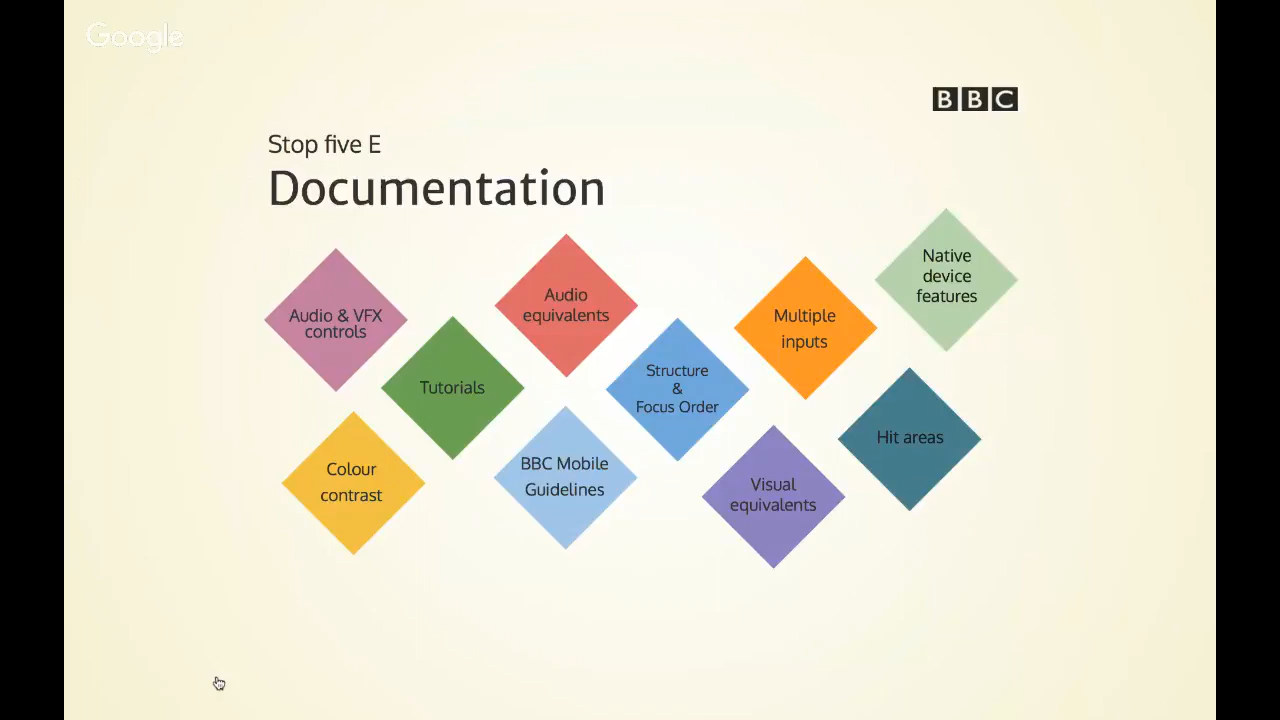 Google
BBC
Stop five E
Documentation
Audio & VFX
controls
Tutorials
Colour
contrast
Audio
equivalents
BBC Mobile
Guidelines
Structure
&
Focus Order
Multiple
inputs
Visual
equivalents
Native
device
features
Hit areas